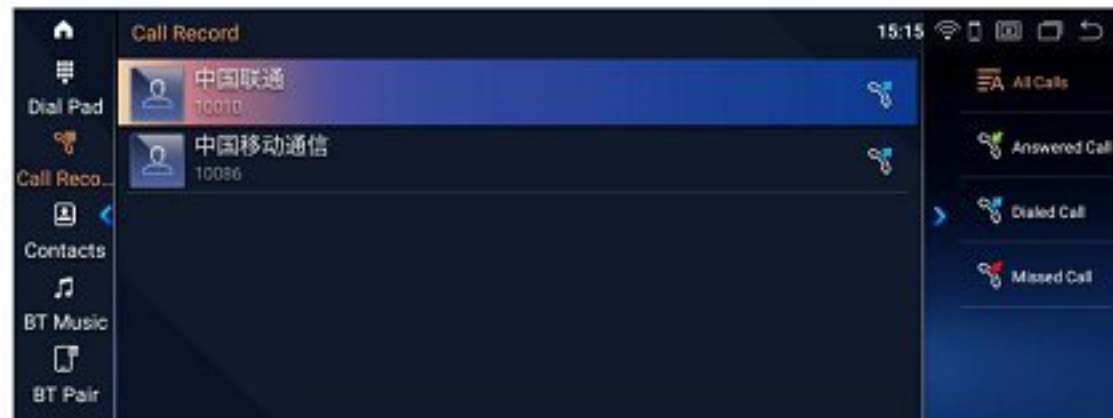 Call Record
15:15
Dial Pad
Call Reco...
Contacts
BT Music
BT Pair
中国联通
10010
中国移动通信
10086
All Calls
Answered Call
Dialed Call
Missed Call